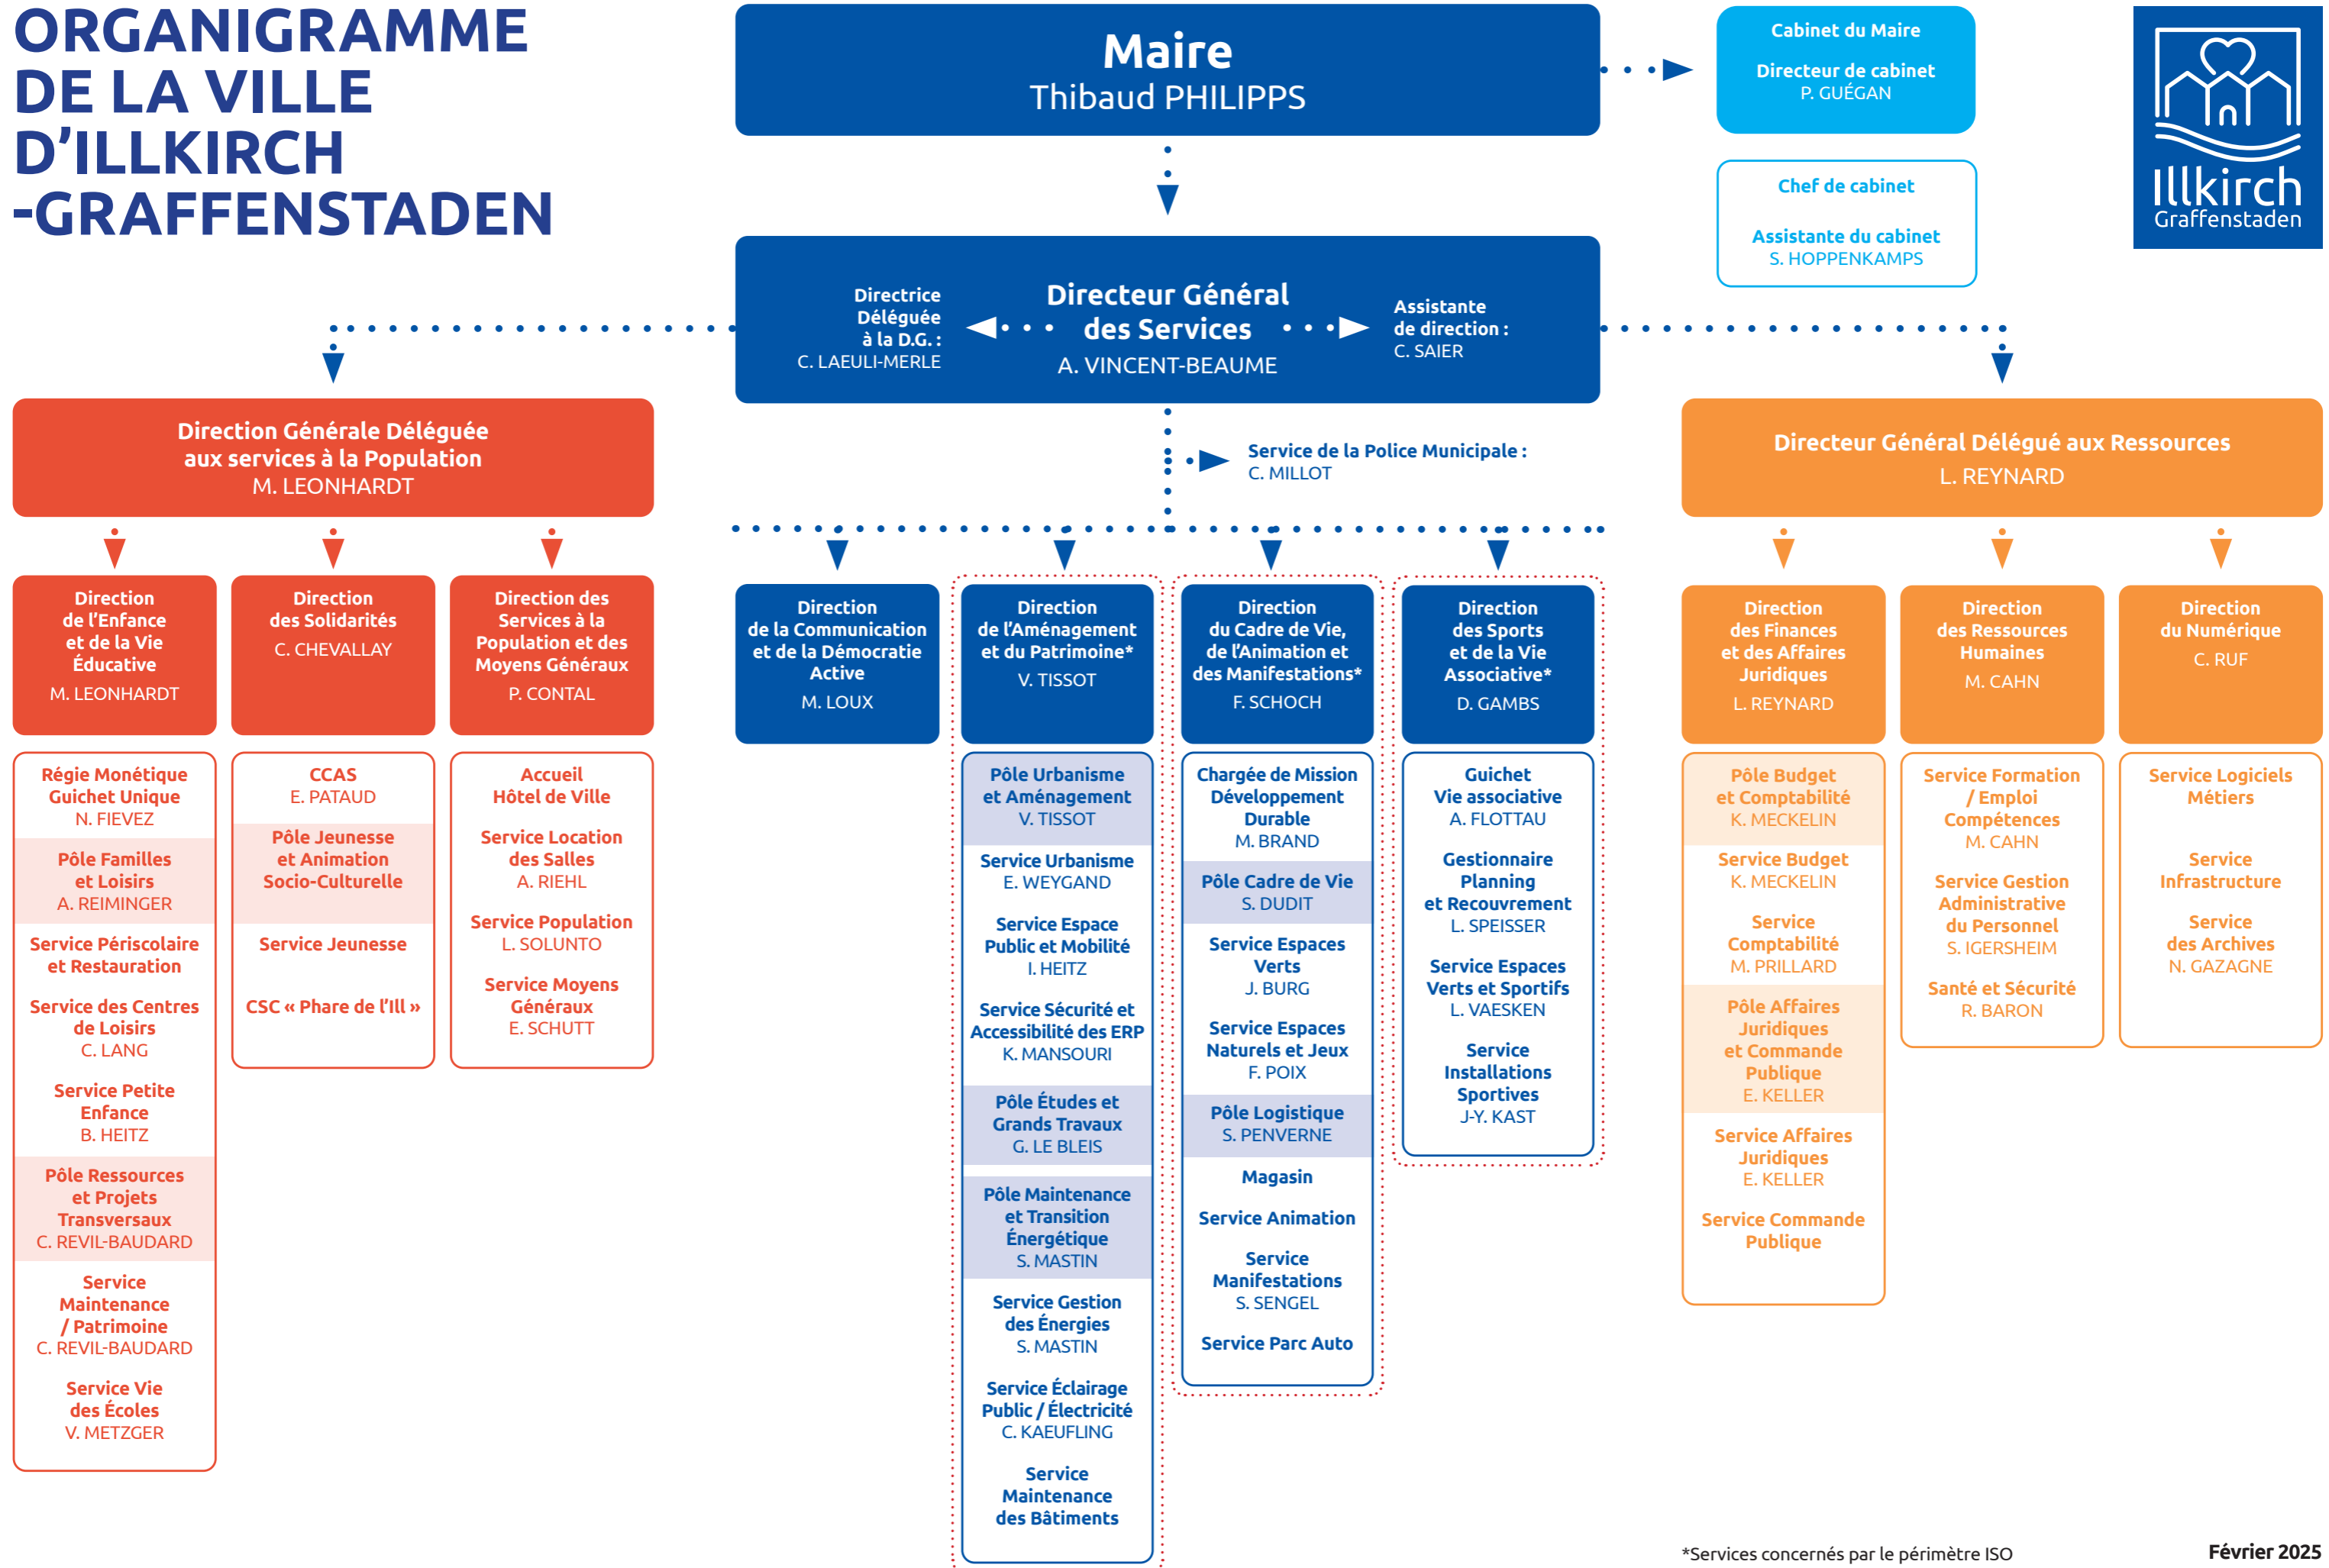 ORGANIGRAMME
DE LA VILLE
D'ILLKIRCH
-GRAFFENSTADEN
Maire
Thibaud PHILIPPS
Cabinet du Maire
Directeur de cabinet
P. GUÉGAN
Chef de cabinet
Assistante du cabinet
S. HOPPENKAMPS
Illkirch
Graffenstaden
Directrice
Déléguée
à la D.G. :
C. LAEULI-MERLE
Directeur Général
des Services
A. VINCENT-BEAUME
Assistante
de direction :
C. SAIER
Service de la Police Municipale :
C. MILLOT
Direction Générale Déléguée
aux services à la Population
M. LEONHARDT
Direction
de l'Enfance
et de la Vie
Éducative
M. LEONHARDT
Régie Monétique
Guichet Unique
N. FIEVEZ
Pôle Familles
et Loisirs
A. REIMINGER
Service Périscolaire
et Restauration
Service des Centres
de Loisirs
C. LANG
Service Petite
Enfance
B. HEITZ
Pôle Ressources
et Projets
Transversaux
C. REVIL-BAUDARD
Service
Maintenance
/ Patrimoine
C. REVIL-BAUDARD
Service Vie
des Écoles
V. METZGER
Direction
des Solidarités
C. CHEVALLAY
CCAS
E. PATAUD
Pôle Jeunesse
et Animation
Socio-Culturelle
Service Jeunesse
CSC « Phare de l'Ill »
Direction des
Services à la
Population et des
Moyens Généraux
P. CONTAL
Accueil
Hôtel de Ville
Service Location
des Salles
A. RIEHL
Service Population
L. SOLUNTO
Service Moyens
Généraux
E. SCHUTT
Direction
de la Communication
et de la Démocratie
Active
M. LOUX
Direction
de l'Aménagement
et du Patrimoine*
V. TISSOT
Pôle Urbanisme
et Aménagement
V. TISSOT
Service Urbanisme
E. WEYGAND
Service Espace
Public et Mobilité
I. HEITZ
Service Sécurité et
Accessibilité des ERP
K. MANSOURI
Pôle Études et
Grands Travaux
G. LE BLEIS
Pôle Maintenance
et Transition
Énergétique
S. MASTIN
Service Gestion
des Énergies
S. MASTIN
Service Éclairage
Public / Électricité
C. KAEUFLING
Service
Maintenance
des Bâtiments
Direction
du Cadre de Vie,
de l'Animation et
des Manifestations*
F. SCHOCH
Chargée de Mission
Développement
Durable
M. BRAND
Pôle Cadre de Vie
S. DUDIT
Service Espaces
Verts
J. BURG
Service Espaces
Naturels et Jeux
F. POIX
Pôle Logistique
S. PENVERNE
Magasin
Service Animation
Service
Manifestations
S. SENGEL
Service Parc Auto
Direction
des Sports
et de la Vie
Associative*
D. GAMBS
Guichet
Vie associative
A. FLOTTAU
Gestionnaire
Planning
et Recouvrement
L. SPEISSER
Service Espaces
Verts et Sportifs
L. VAESKEN
Service
Installations
Sportives
J-Y. KAST
Directeur Général Délégué aux Ressources
L. REYNARD
Direction
des Finances
et des Affaires
Juridiques
L. REYNARD
Pôle Budget
et Comptabilité
K. MECKELIN
Service Budget
K. MECKELIN
Service
Comptabilité
M. PRILLARD
Pôle Affaires
Juridiques
et Commande
Publique
E. KELLER
Service Affaires
Juridiques
E. KELLER
Service Commande
Publique
Direction
des Ressources
Humaines
M. CAHN
Service Formation
/ Emploi
Compétences
M. CAHN
Service Gestion
Administrative
du Personnel
S. IGERSHEIM
Santé et Sécurité
R. BARON
Direction
du Numérique
C. RUF
Service Logiciels
Métiers
Service
Infrastructure
Service
des Archives
N. GAZAGNE
*Services concernés par le périmètre ISO
Février 2025